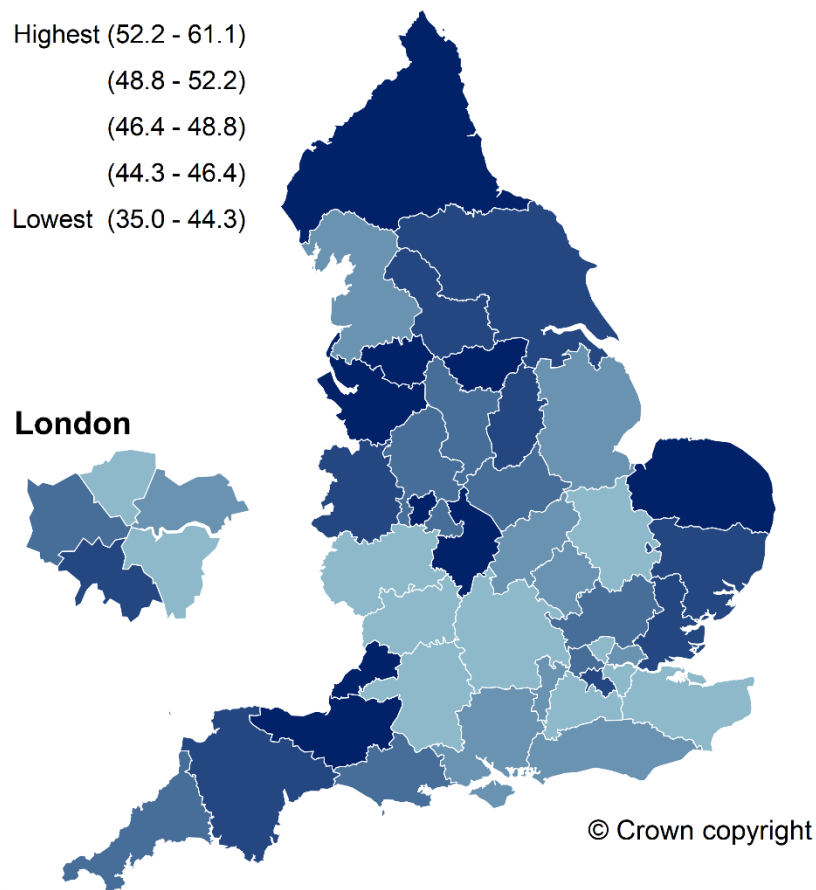 Highest (52.2 - 61.1)
(48.8 - 52.2)
(46.4 - 48.8)
(44.3 - 46.4)
Lowest (35.0 - 44.3)
London
© Crown copyright